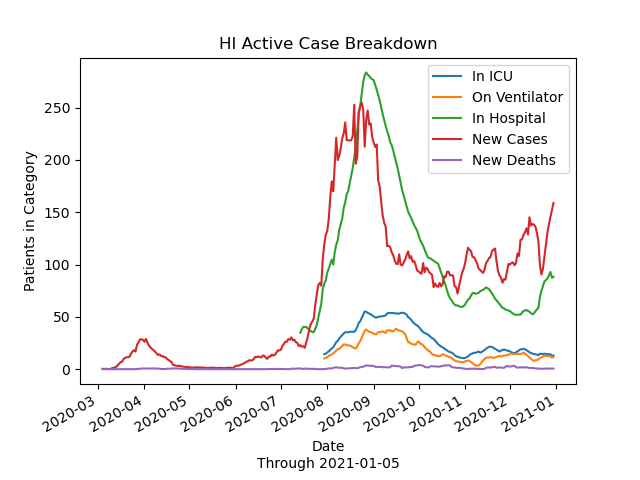 HI Active Case Breakdown
In ICU
On Ventilator
In Hospital
New Cases
New Deaths
Patients in Category
250
200
150
100
50
0
2020-03
2020-04
2020-05
2020-06
2020-07
2020-08
2020-09
2020-10
2020-11
2020-12
2021-01
Date
Through 2021-01-05